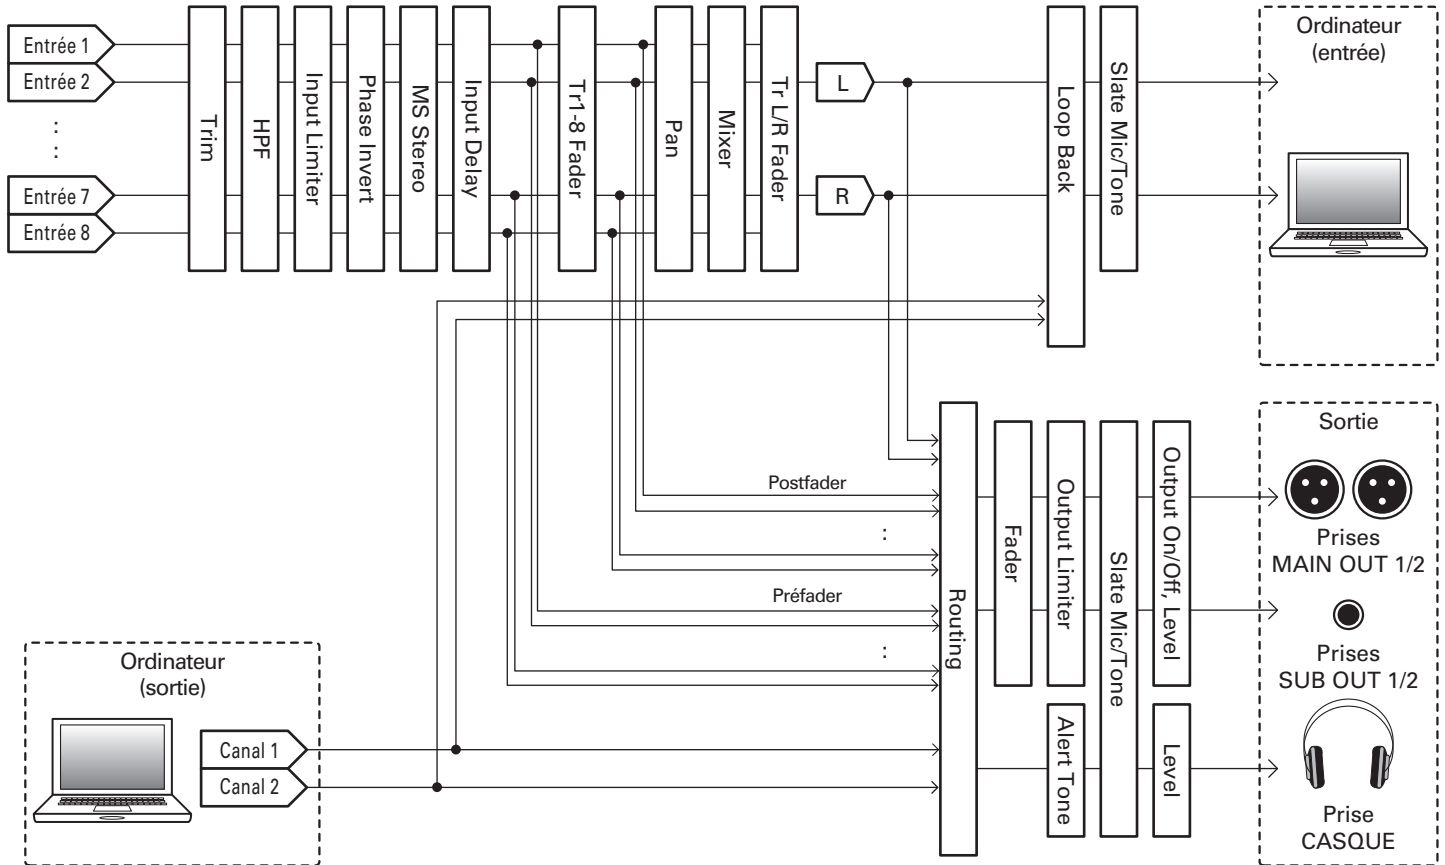 Entrée 1
Entrée 2
:
:
Entrée 7
Entrée 8
Trim
HPF
Input Limiter
Phase Invert
MS Stereo
Input Delay
Tr1-8 Fader
Pan
Mixer
Tr L/R Fader
L
R
Loop Back
Slate Mic/Tone
Ordinateur
(entrée)
Postfader
:
Préfader
:
Routing
Fader
Output Limiter
Alert Tone
Slate Mic/Tone
Output On/Off, Level
Level
Sortie
Prises
MAIN OUT 1/2
Prises
SUB OUT 1/2
Prise
CASQUE
Ordinateur
(sortie)
Canal 1
Canal 2